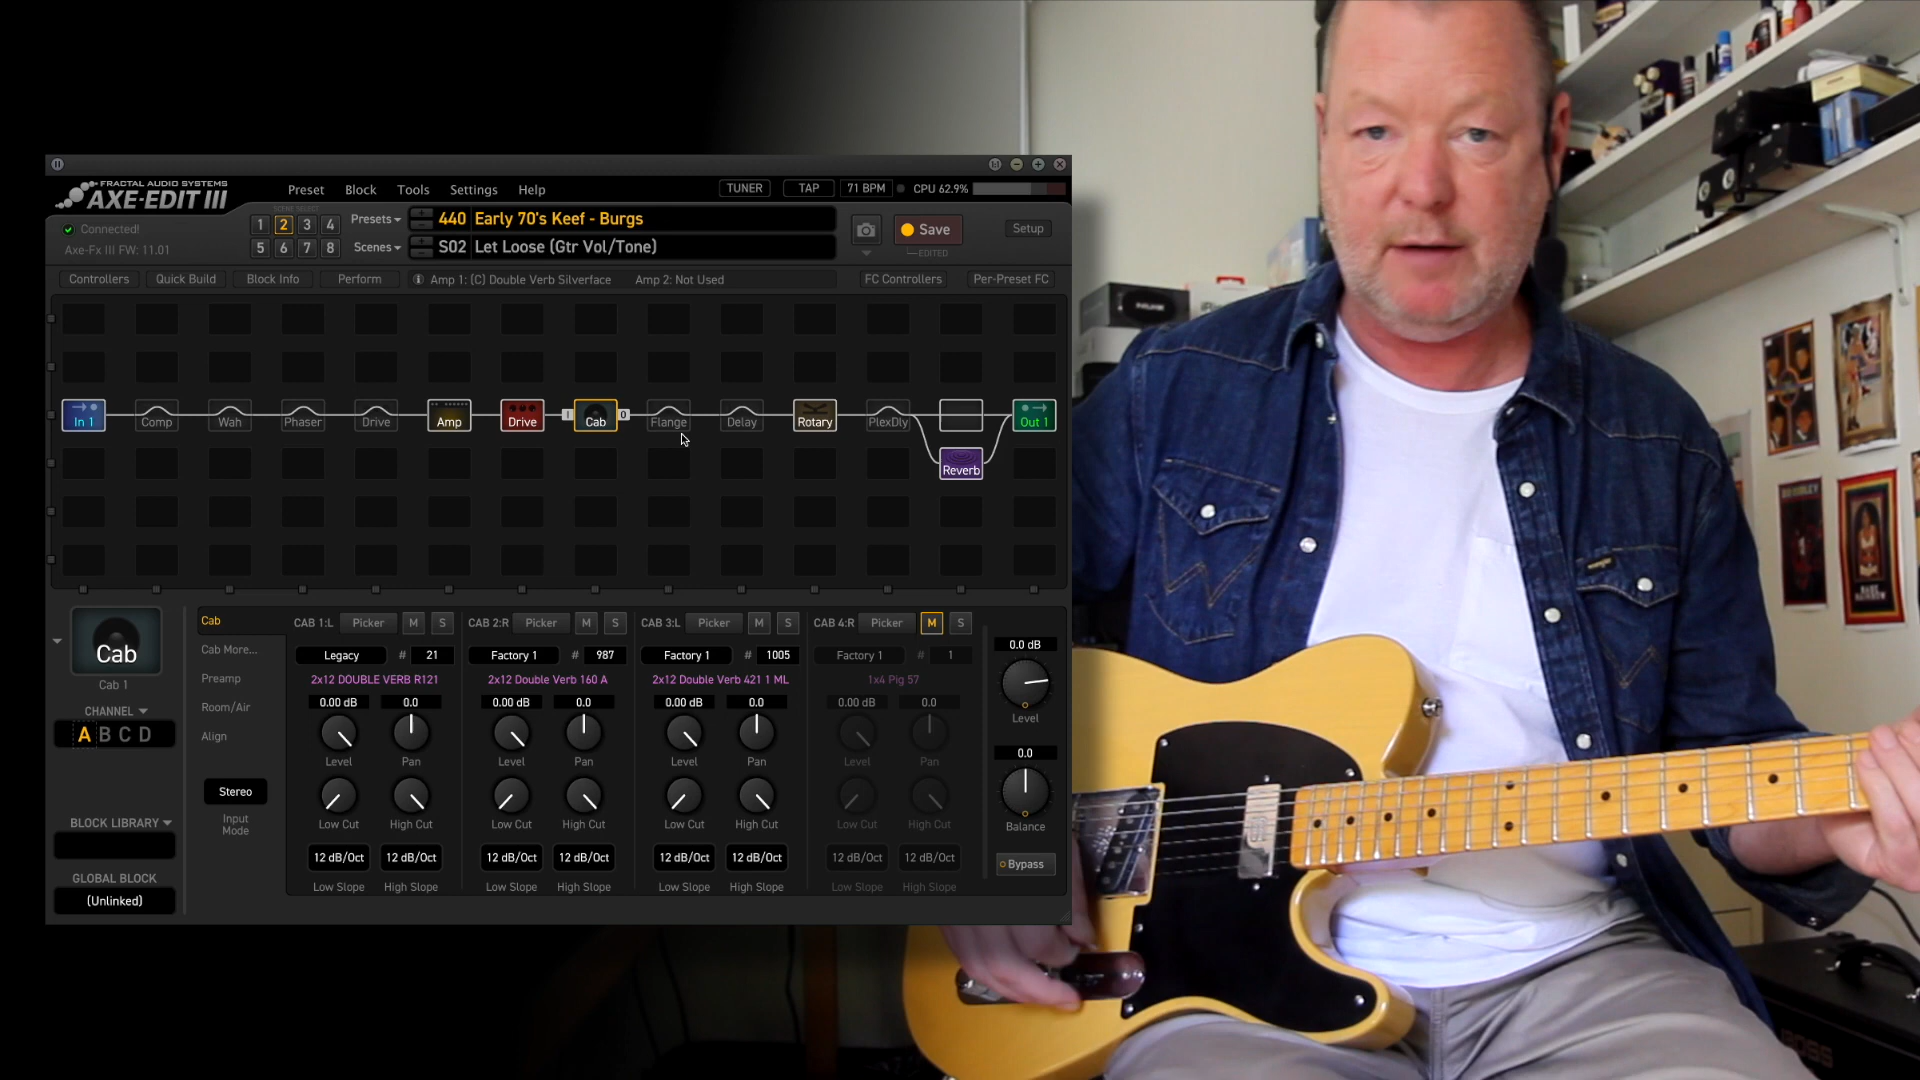 FRACTAL AUDIO SYSTEMS
AXE-EDIT III
Preset Block Tools Settings Help
TUNER TAP 71 BPM CPU 62.9%
SCENE SELECT
1 2 3 4
5 6 7 8
Presets 440 Early 70's Keef - Burgs
Scenes S02 Let Loose (Gtr Vol/Tone)
Save
EDITED
Setup
Connected!
Axe-Fx III FW: 11.01
Controllers Quick Build Block Info Perform Amp 1: (C) Double Verb Silverface Amp 2: Not Used FC Controllers Per-Preset FC
In 1 Comp Wah Phaser Drive Amp Drive Cab Flange Delay Rotary PlexDly Out 1
Reverb
Cab
Cab 1
CHANNEL
A B C D
BLOCK LIBRARY
GLOBAL BLOCK
(Unlinked)
Cab
Cab More...
Preamp
Room/Air
Align
Stereo
Input
Mode
CAB 1:L Picker M S CAB 2:R Picker M S CAB 3:L Picker M S CAB 4:R Picker M S
Legacy # 21 Factory 1 # 987 Factory 1 # 1005 Factory 1 # 1
2x12 DOUBLE VERB R121 2x12 Double Verb 160 A 2x12 Double Verb 421 1 ML 1x4 Pig 57
0.00 dB 0.0 0.00 dB 0.0 0.00 dB 0.0 0.00 dB 0.0
Level Pan Level Pan Level Pan Level Pan
Low Cut High Cut Low Cut High Cut Low Cut High Cut Low Cut High Cut
12 dB/Oct 12 dB/Oct 12 dB/Oct 12 dB/Oct 12 dB/Oct 12 dB/Oct 12 dB/Oct 12 dB/Oct
Low Slope High Slope Low Slope High Slope Low Slope High Slope Low Slope High Slope
0.0 dB
Level
0.0
Balance
Bypass
BOSS